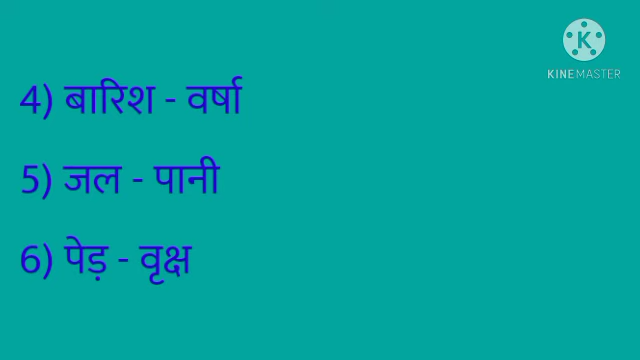 K
KINEMASTER
4) बारिश - वर्षा
5) जल - पानी
6) पेड़ - वृक्ष